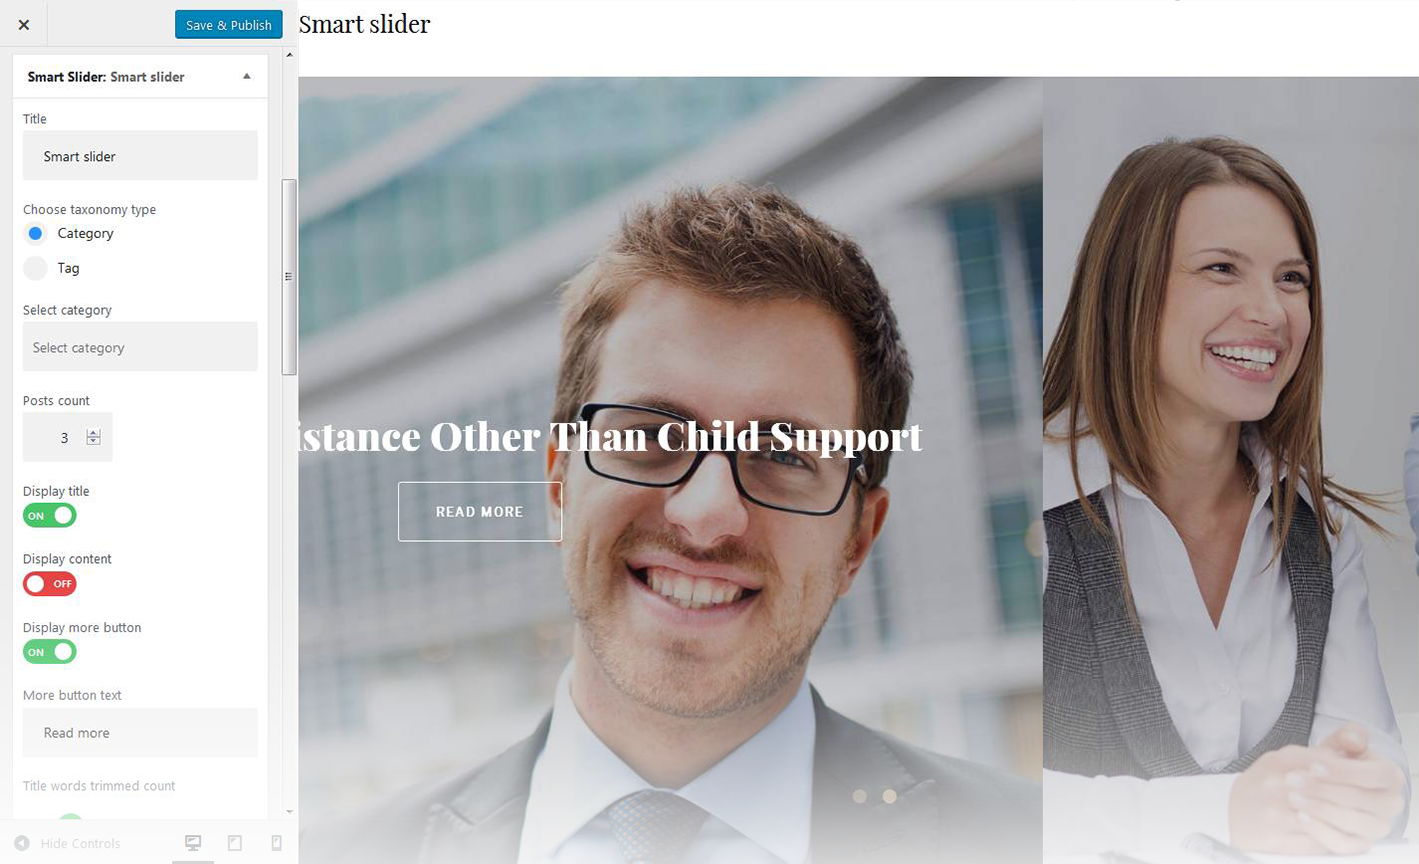 Save & Publish
Smart Slider: Smart slider
Title
Smart slider
Choose taxonomy type
Category
Tag
Select category
Select category
Posts count
3
Display title
ON
Display content
OFF
Display more button
ON
More button text
Read more
Title words trimmed count
Hide Controls
Smart slider
istance Other Than Child Support
READ MORE